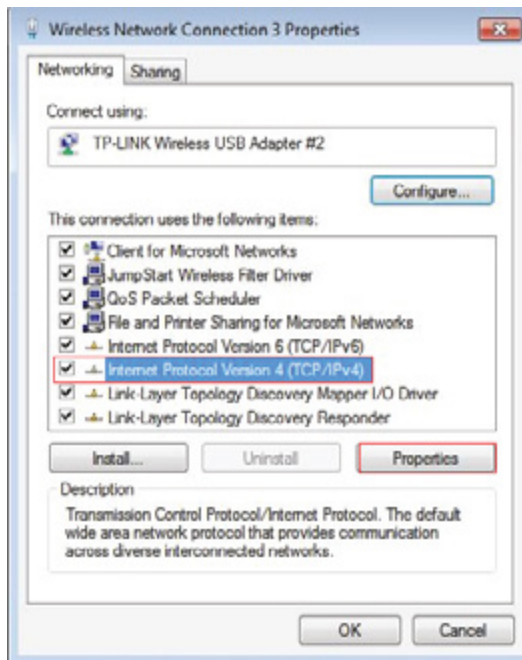 Wireless Network Connection 3 Properties
Networking
Sharing
Connect using:
TP-LINK Wireless USB Adapter #2
Configure...
This connection uses the following items:
Client for Microsoft Networks
JumpStart Wireless Filter Driver
QoS Packet Scheduler
File and Printer Sharing for Microsoft Networks
Internet Protocol Version 6 (TCP/IPv6)
Internet Protocol Version 4 (TCP/IPv4)
Link-Layer Topology Discovery Mapper I/O Driver
Link-Layer Topology Discovery Responder
Install...
Uninstall
Properties
Description
Transmission Control Protocol/Internet Protocol. The default
wide area network protocol that provides communication
across diverse interconnected networks.
OK
Cancel